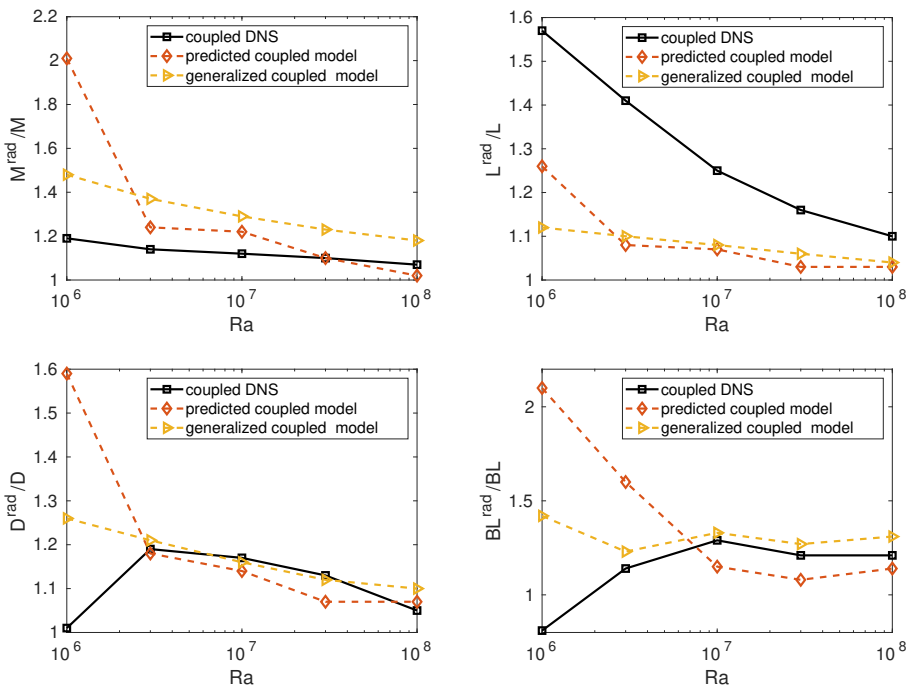 2.2
2
1.8
1.6
1.4
1.2
1
M^rad/M
coupled DNS
predicted coupled model
generalized coupled model
10^6
10^7
10^8
Ra
1.6
1.5
1.4
1.3
1.2
1.1
1
L^rad/L
coupled DNS
predicted coupled model
generalized coupled model
10^6
10^7
10^8
Ra
1.6
1.5
1.4
1.3
1.2
1.1
1
D^rad/D
coupled DNS
predicted coupled model
generalized coupled model
10^6
10^7
10^8
Ra
2
1.5
1
BL^rad/BL
coupled DNS
predicted coupled model
generalized coupled model
10^6
10^7
10^8
Ra